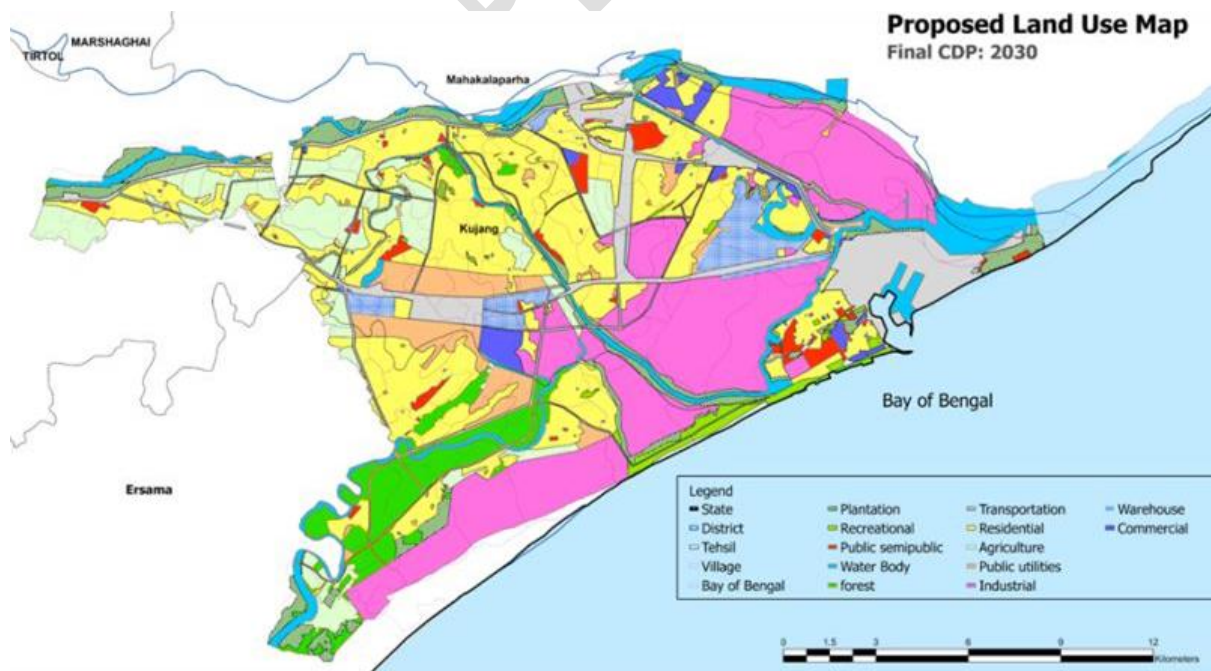 Proposed Land Use Map
Final CDP: 2030
MARSHAGHAI
TIRTOL
Mahakalaparha
Kujang
Bay of Bengal
Ersama
Legend
State
District
Tehsil
Village
Bay of Bengal
Plantation
Recreational
Public semipublic
Water Body
forest
Transportation
Residential
Agriculture
Public utilities
Industrial
Warehouse
Commercial
0 1.5 3 6 9 12
Kilometers